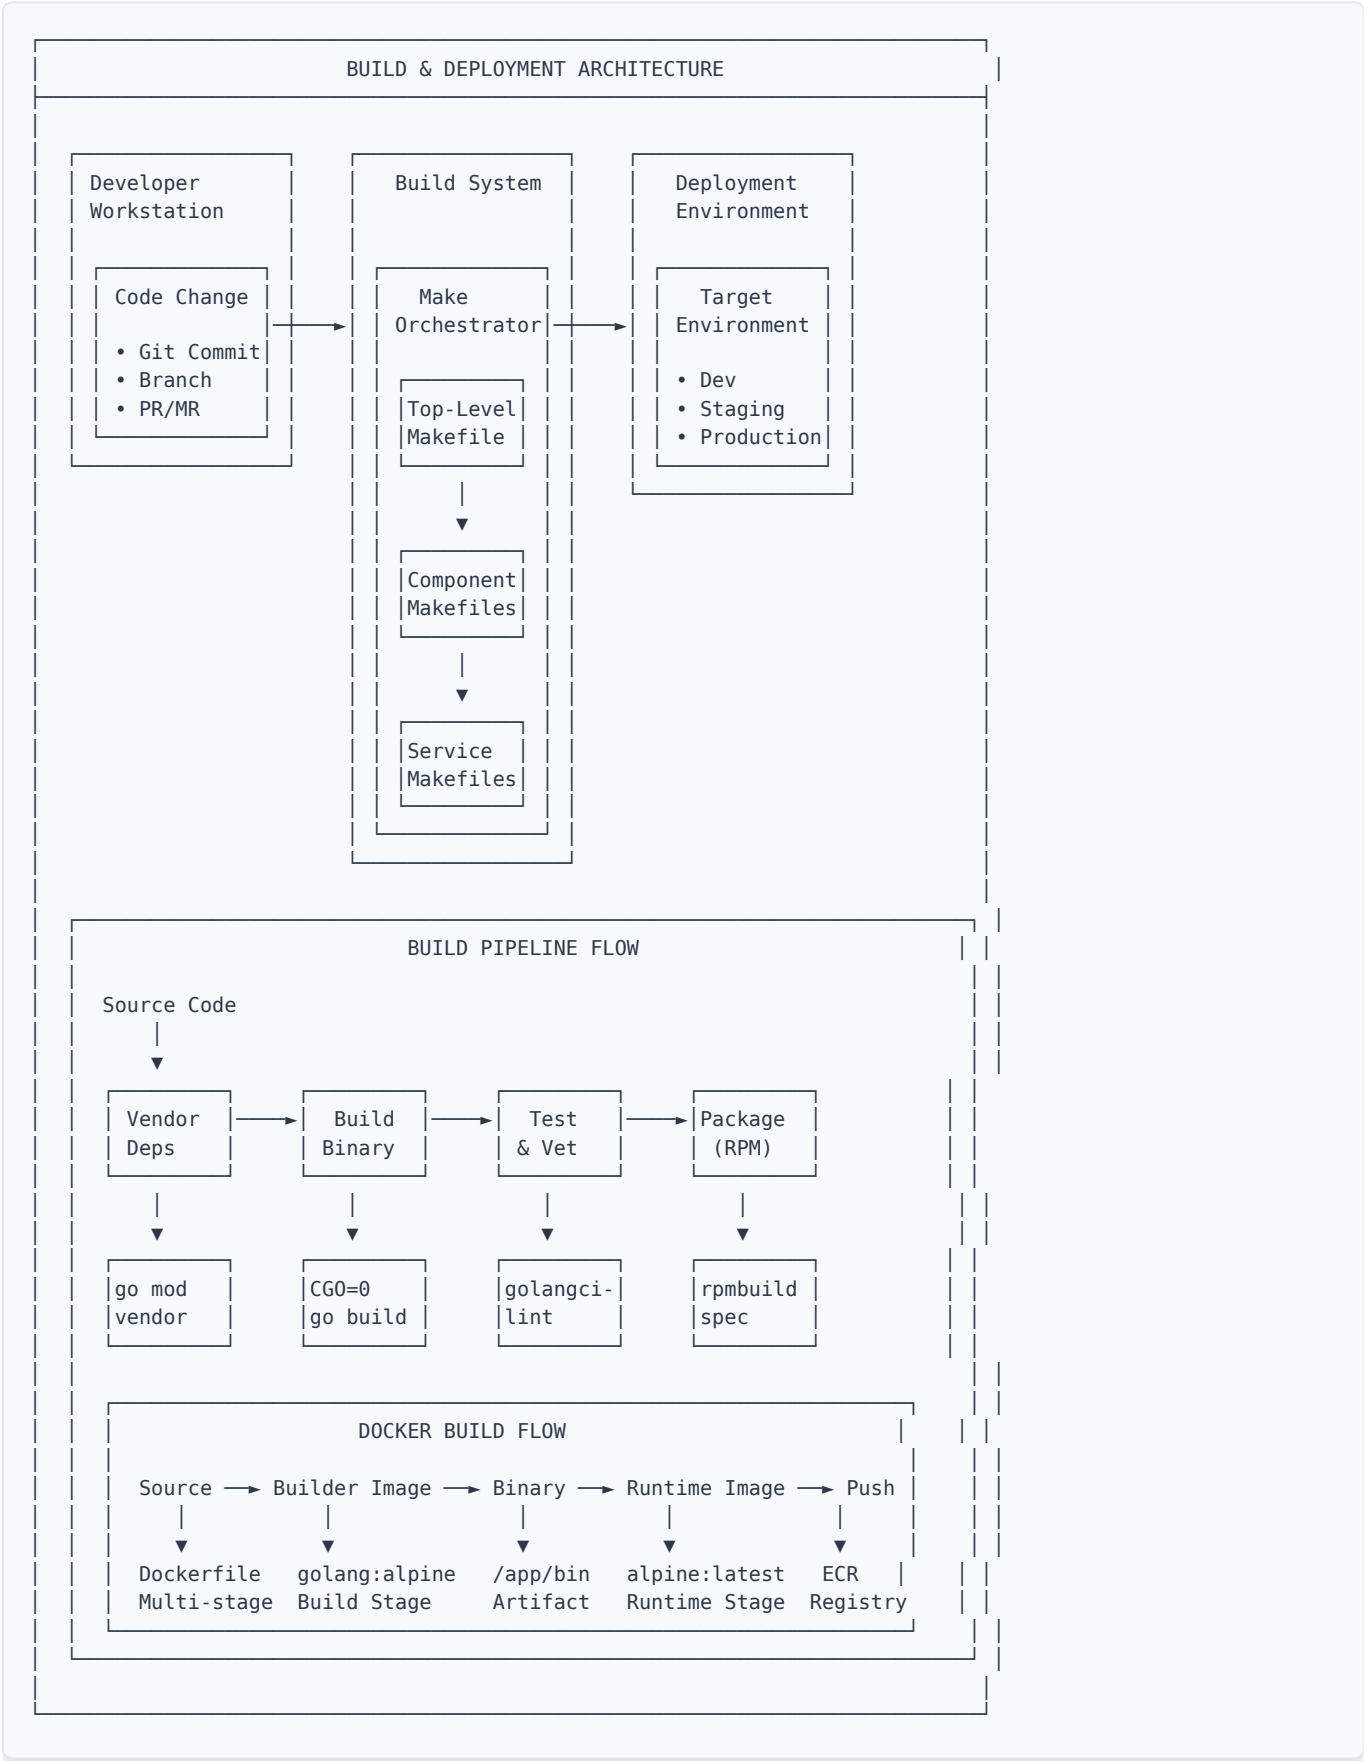 BUILD & DEPLOYMENT ARCHITECTURE
Developer
Workstation
Code Change
• Git Commit
• Branch
• PR/MR
Build System
Make
Orchestrator
Top-Level
Makefile
Component
Makefiles
Service
Makefiles
Deployment
Environment
Target
Environment
• Dev
• Staging
• Production
BUILD PIPELINE FLOW
Source Code
Vendor
Deps
Build
Binary
Test
& Vet
Package
(RPM)
go mod
vendor
CGO=0
go build
golangci-
lint
rpmbuild
spec
DOCKER BUILD FLOW
Source ──► Builder Image ──► Binary ──► Runtime Image ──► Push
Dockerfile golang:alpine /app/bin alpine:latest ECR
Multi-stage Build Stage Artifact Runtime Stage Registry